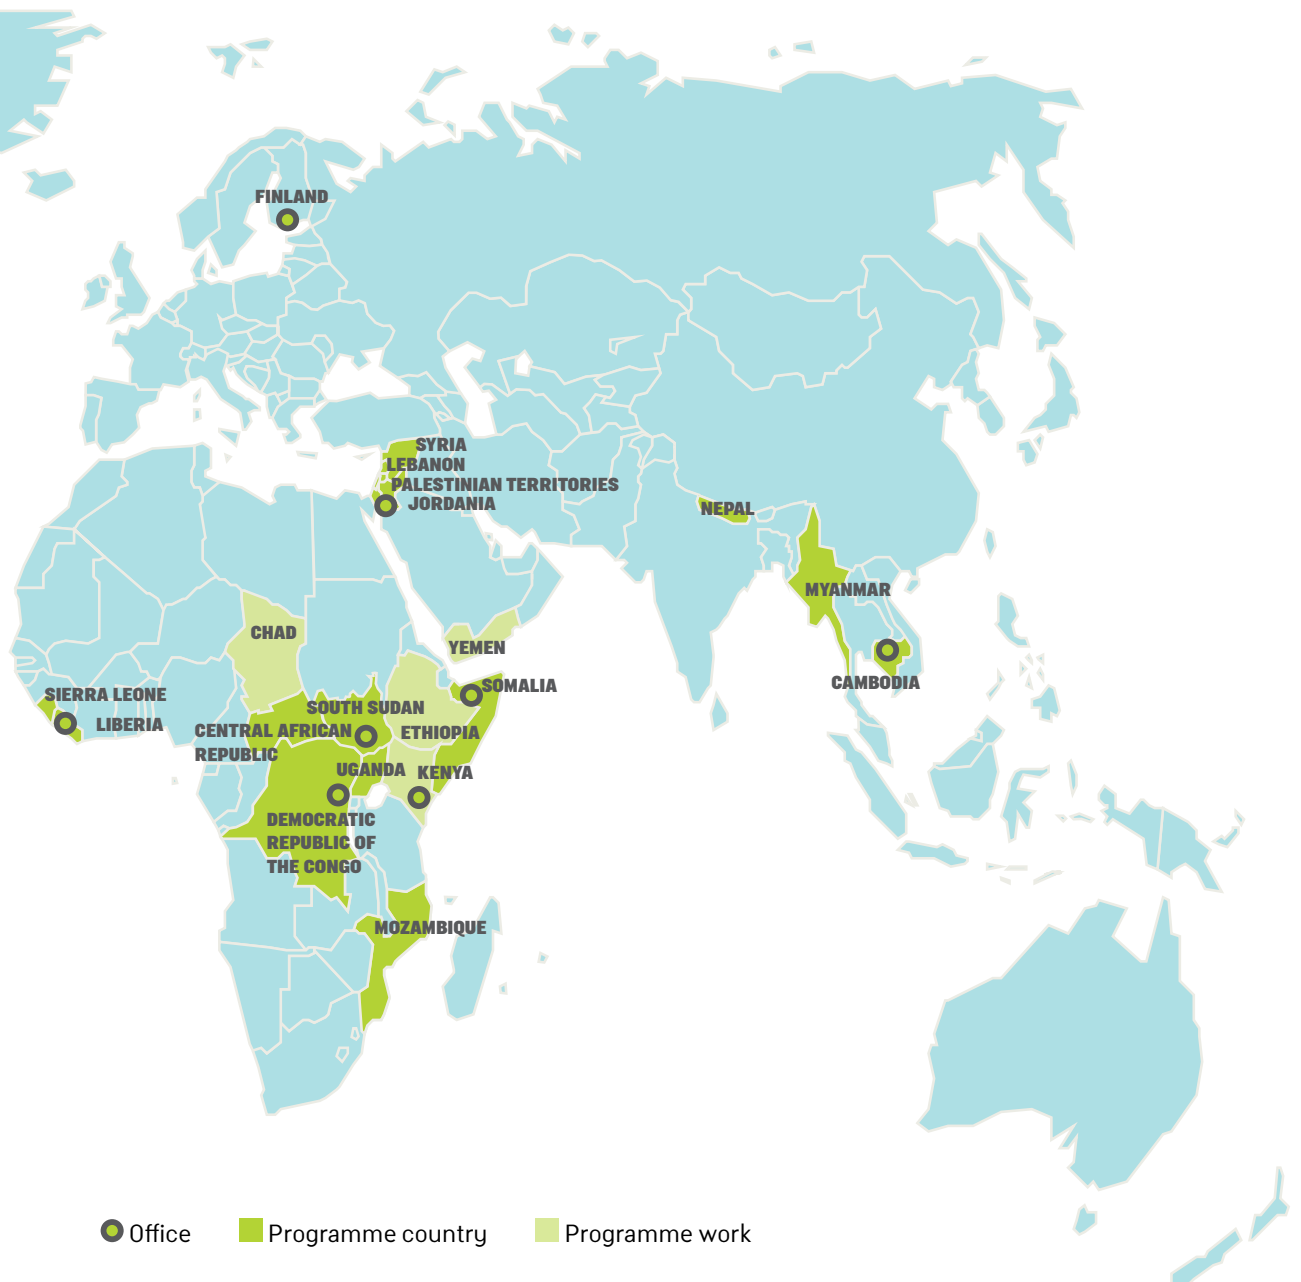 FINLAND
SYRIA
LEBANON
PALESTINIAN TERRITORIES
JORDANIA
NEPAL
MYANMAR
CHAD
YEMEN
CAMBODIA
SOMALIA
SIERRA LEONE
SOUTH SUDAN
LIBERIA
CENTRAL AFRICAN
REPUBLIC
ETHIOPIA
UGANDA
KENYA
DEMOCRATIC
REPUBLIC OF
THE CONGO
MOZAMBIQUE
Office
Programme country
Programme work